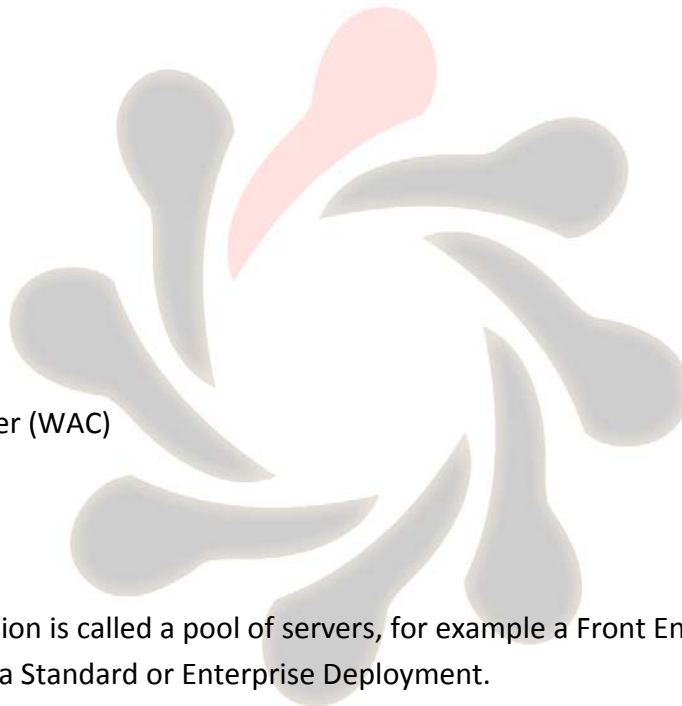 er (WAC)
ion is called a pool of servers, for example a Front En
a Standard or Enterprise Deployment.